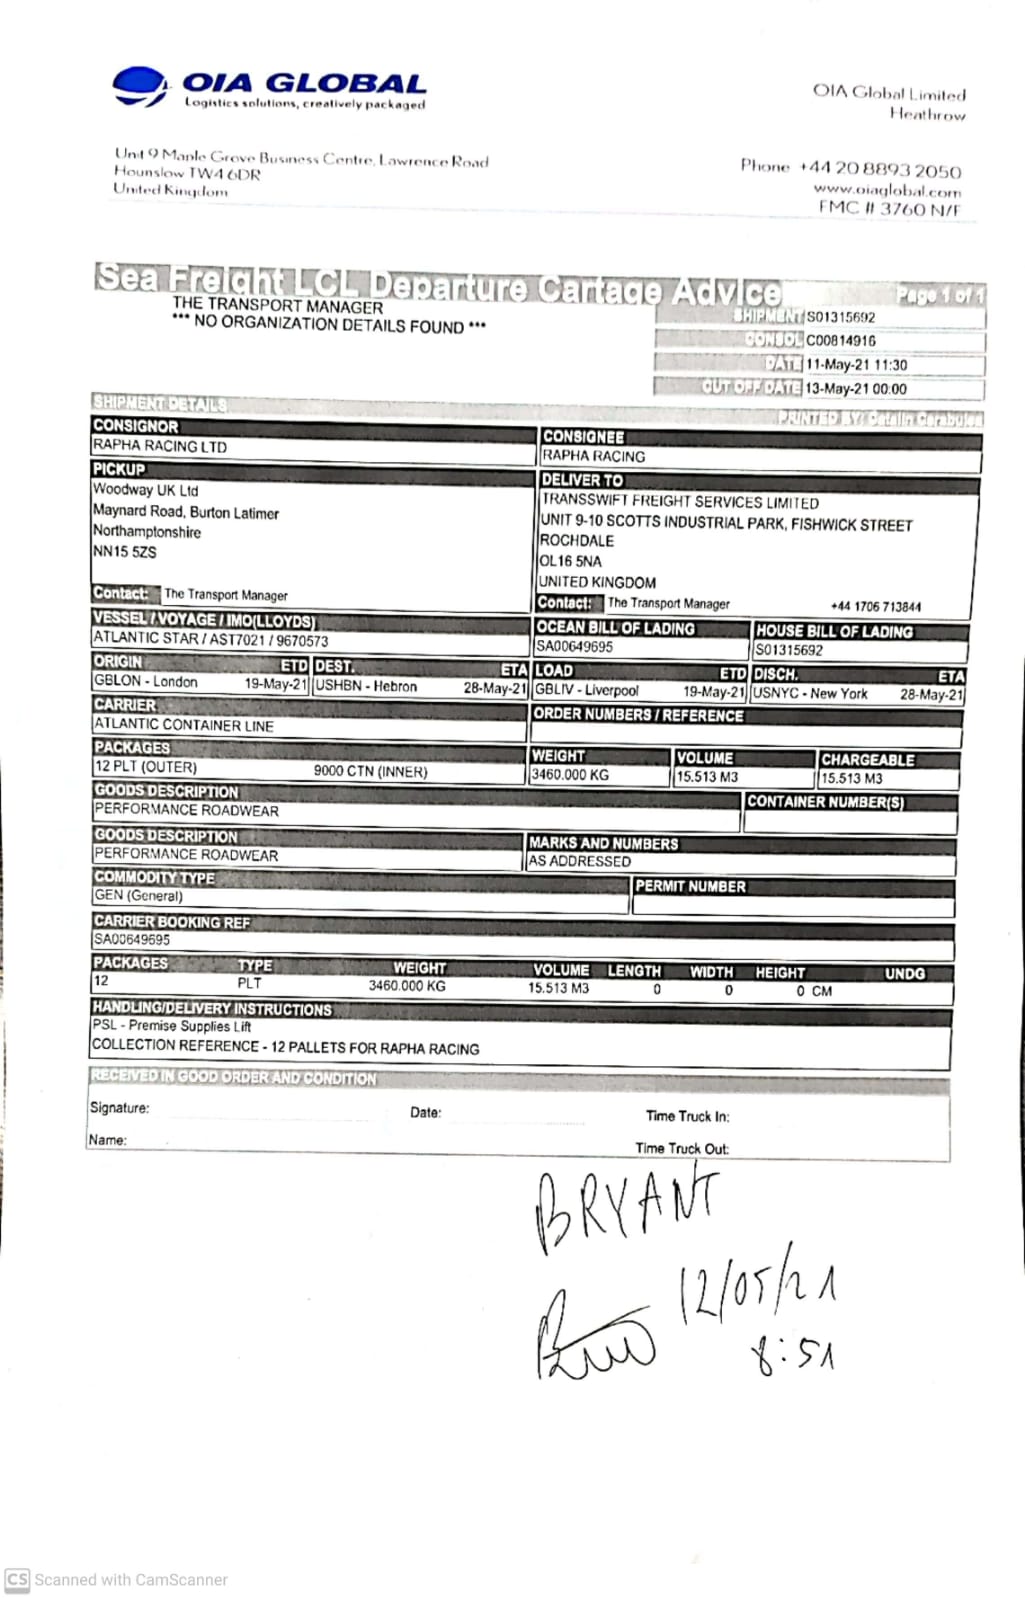 OIA GLOBAL
Logistics solutions, creatively packaged
OIA Global Limited
Heathrow
Unit 9 Maple Grove Business Centre, Lawrence Road
Hounslow TW4 6DR
United Kingdom
Phone +44 20 8893 2050
www.oiaglobal.com
FMC # 3760 N/F
Sea Freight LCL Departure Cartage Advice
Page 1 of 1
THE TRANSPORT MANAGER
*** NO ORGANIZATION DETAILS FOUND ***
SHIPMENT S01315692
CONSOL C00814916
DATE 11-May-21 11:30
CUT OFF DATE 13-May-21 00:00
SHIPMENT DETAILS
PRINTED BY: Catalin Carabulea
CONSIGNOR
RAPHA RACING LTD
CONSIGNEE
RAPHA RACING
PICKUP
Woodway UK Ltd
Maynard Road, Burton Latimer
Northamptonshire
NN15 5ZS
Contact: The Transport Manager
DELIVER TO
TRANSSWIFT FREIGHT SERVICES LIMITED
UNIT 9-10 SCOTTS INDUSTRIAL PARK, FISHWICK STREET
ROCHDALE
OL16 5NA
UNITED KINGDOM
Contact: The Transport Manager +44 1706 713844
VESSEL / VOYAGE / IMO(LLOYDS)
ATLANTIC STAR / AST7021 / 9670573
OCEAN BILL OF LADING
SA00649695
HOUSE BILL OF LADING
S01315692
ORIGIN ETD DEST. ETA LOAD ETD DISCH. ETA
GBLON - London 19-May-21 USHBN - Hebron 28-May-21 GBLIV - Liverpool 19-May-21 USNYC - New York 28-May-21
CARRIER
ATLANTIC CONTAINER LINE
ORDER NUMBERS / REFERENCE
PACKAGES WEIGHT VOLUME CHARGEABLE
12 PLT (OUTER) 9000 CTN (INNER) 3460.000 KG 15.513 M3 15.513 M3
GOODS DESCRIPTION
PERFORMANCE ROADWEAR
CONTAINER NUMBER(S)
GOODS DESCRIPTION
PERFORMANCE ROADWEAR
MARKS AND NUMBERS
AS ADDRESSED
COMMODITY TYPE
GEN (General)
PERMIT NUMBER
CARRIER BOOKING REF
SA00649695
PACKAGES TYPE WEIGHT VOLUME LENGTH WIDTH HEIGHT UNDG
12 PLT 3460.000 KG 15.513 M3 0 0 0 CM
HANDLING/DELIVERY INSTRUCTIONS
PSL - Premise Supplies Lift
COLLECTION REFERENCE - 12 PALLETS FOR RAPHA RACING
RECEIVED IN GOOD ORDER AND CONDITION
Signature: Date: Time Truck In:
Name: Time Truck Out:
BRYANT
12/05/21
8:51
CS Scanned with CamScanner